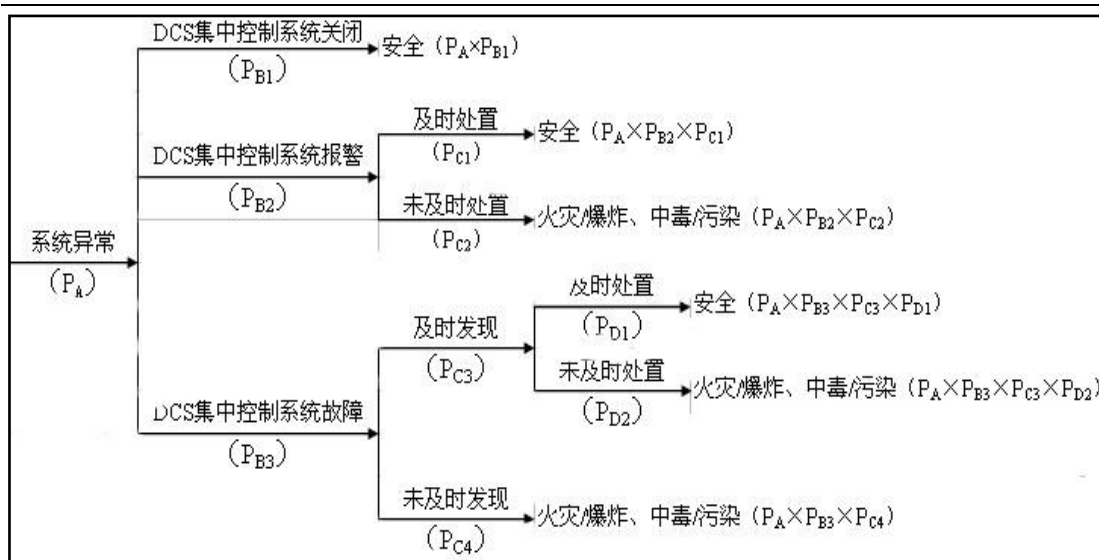 DCS集中控制系统关闭
(P_B1)
安全 (P_A×P_B1)
及时处置
(P_C1)
安全 (P_A×P_B2×P_C1)
DCS集中控制系统报警
(P_B2)
未及时处置
(P_C2)
火灾/爆炸、中毒/污染 (P_A×P_B2×P_C2)
系统异常
(P_A)
及时处置
(P_D1)
安全 (P_A×P_B3×P_C3×P_D1)
及时发现
(P_C3)
未及时处置
(P_D2)
火灾/爆炸、中毒/污染 (P_A×P_B3×P_C3×P_D2)
DCS集中控制系统故障
(P_B3)
未及时发现
(P_C4)
火灾/爆炸、中毒/污染 (P_A×P_B3×P_C4)